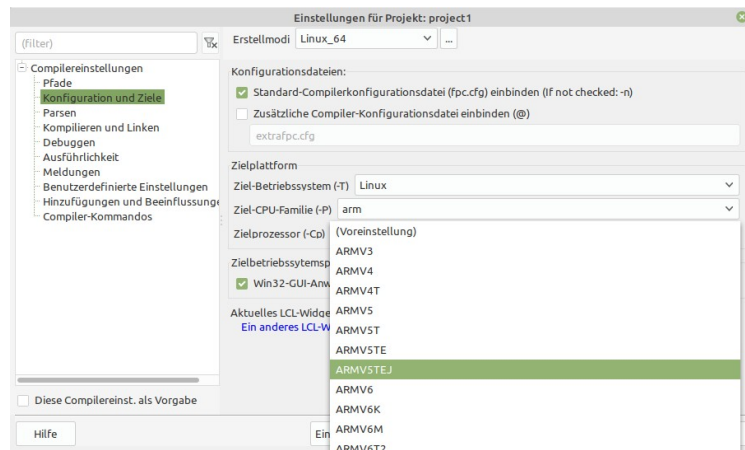 Einstellungen für Projekt: project1
(filter)
Erstellmodi Linux_64 ...
Compilereinstellungen
Pfade
Konfiguration und Ziele
Parsen
Kompilieren und Linken
Debuggen
Ausführlichkeit
Meldungen
Benutzerdefinierte Einstellungen
Hinzufügungen und Beeinflussunge
Compiler-Kommandos
Diese Compilereinst. als Vorgabe
Hilfe
Konfigurationsdateien:
Standard-Compilerkonfigurationsdatei (fpc.cfg) einbinden (If not checked: -n)
Zusätzliche Compiler-Konfigurationsdatei einbinden (@)
extrafpc.cfg
Zielplattform
Ziel-Betriebssystem (-T) Linux
Ziel-CPU-Familie (-P) arm
Zielprozessor (-Cp)
Zielbetriebssytemsp
Win32-GUI-Anw
Aktuelles LCL-Widge
Ein anderes LCL-W
Ein
(Voreinstellung)
ARMV3
ARMV4
ARMV4T
ARMV5
ARMV5T
ARMV5TE
ARMV5TEJ
ARMV6
ARMV6K
ARMV6M
ARMV6T2